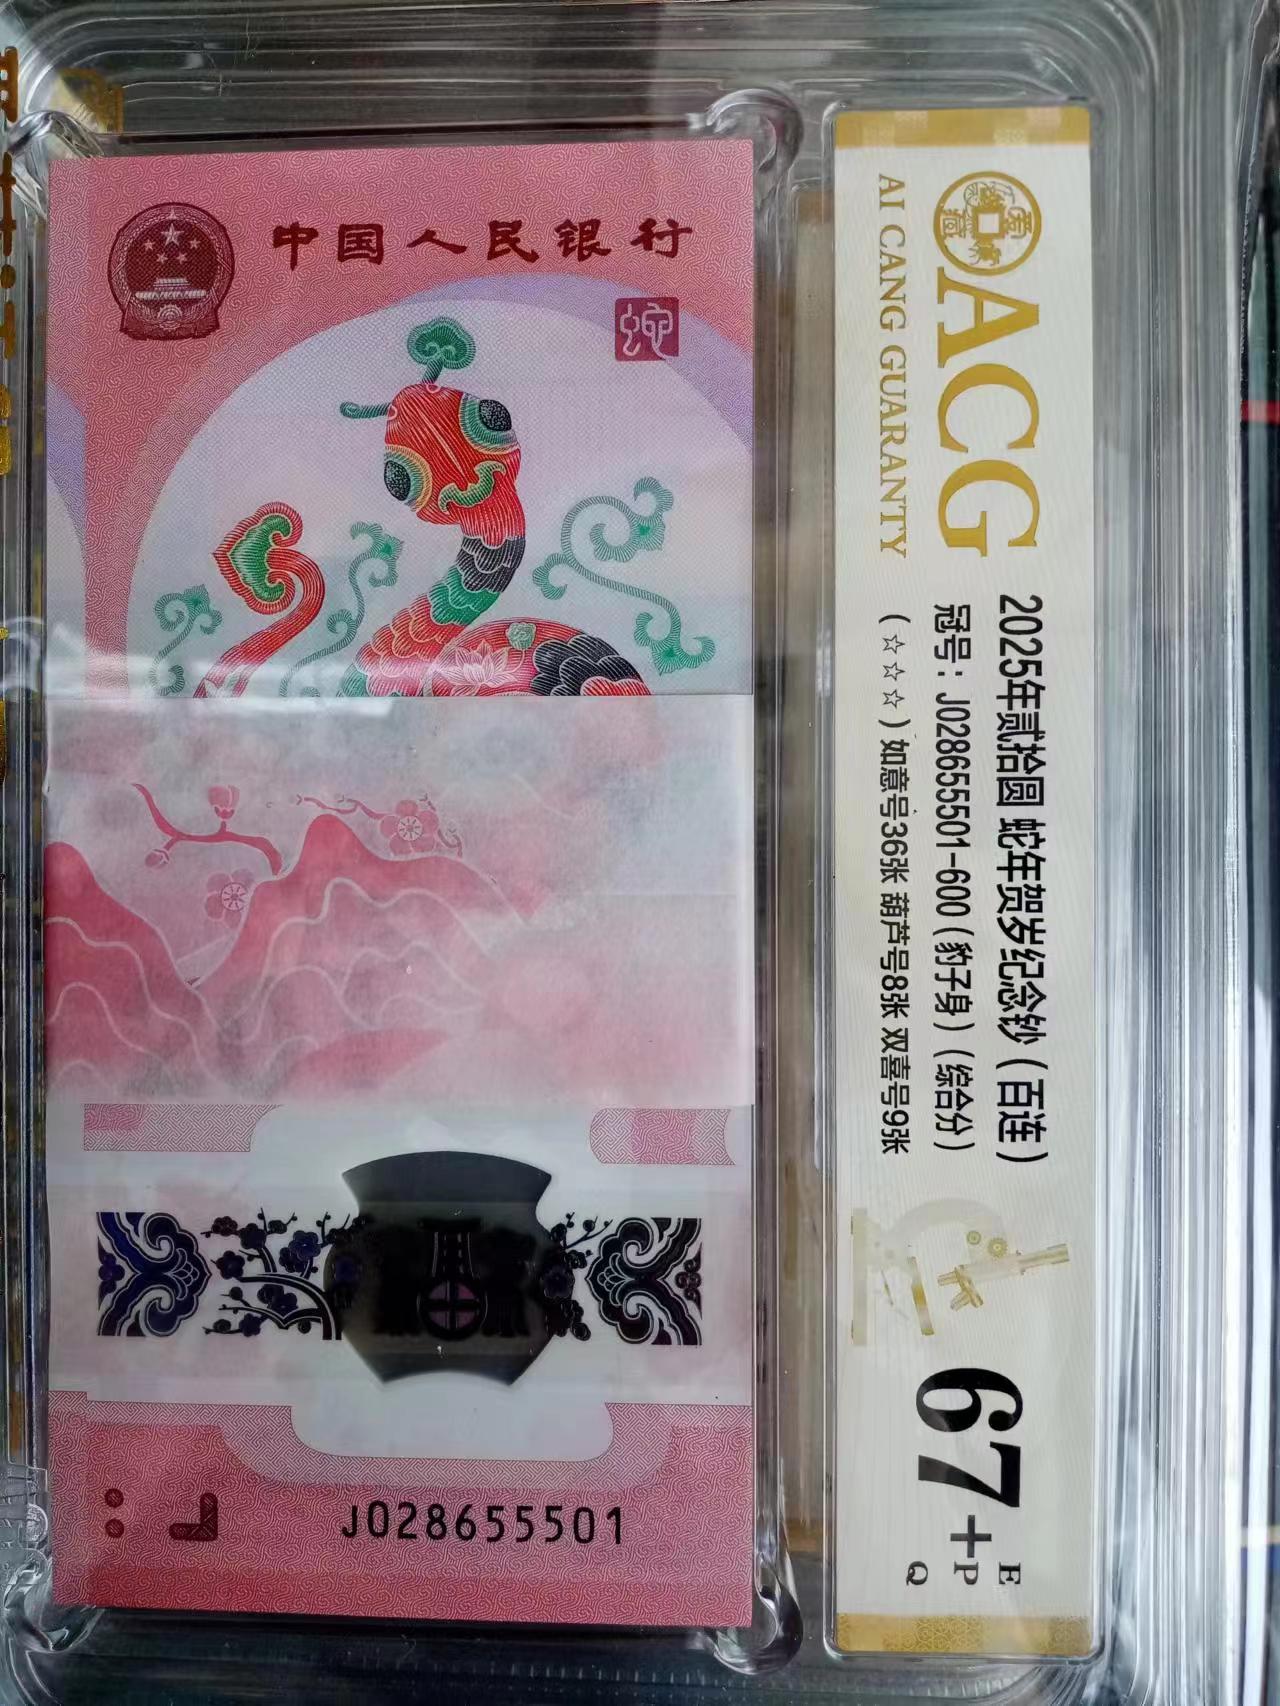 中国人民银行
蛇
J028655501
ACG
AI CANG GUARANTY
2025年贰拾圆 蛇年贺岁纪念钞(百连)
冠号:J028655501-600(豹子身)(综合分)
(☆☆☆)如意号36张 葫芦号8张 双喜号9张
67+
E
P
Q